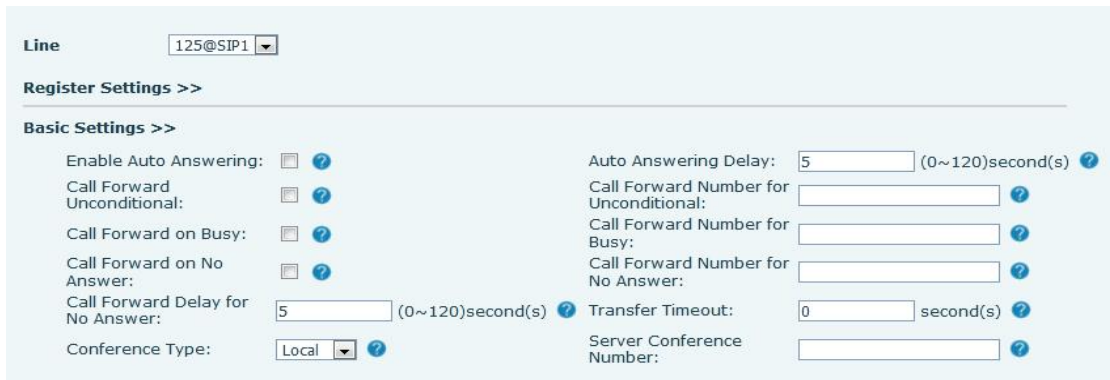 Line 125@SIP1
Register Settings >>
Basic Settings >>
Enable Auto Answering: ? Auto Answering Delay: 5 (0~120)second(s) ?
Call Forward
Unconditional: ? Call Forward Number for
Unconditional: ?
Call Forward on Busy: ? Call Forward Number for
Busy: ?
Call Forward on No
Answer: ? Call Forward Number for
No Answer: ?
Call Forward Delay for
No Answer: 5 (0~120)second(s) ? Transfer Timeout: 0 second(s) ?
Conference Type: Local ? Server Conference
Number: ?